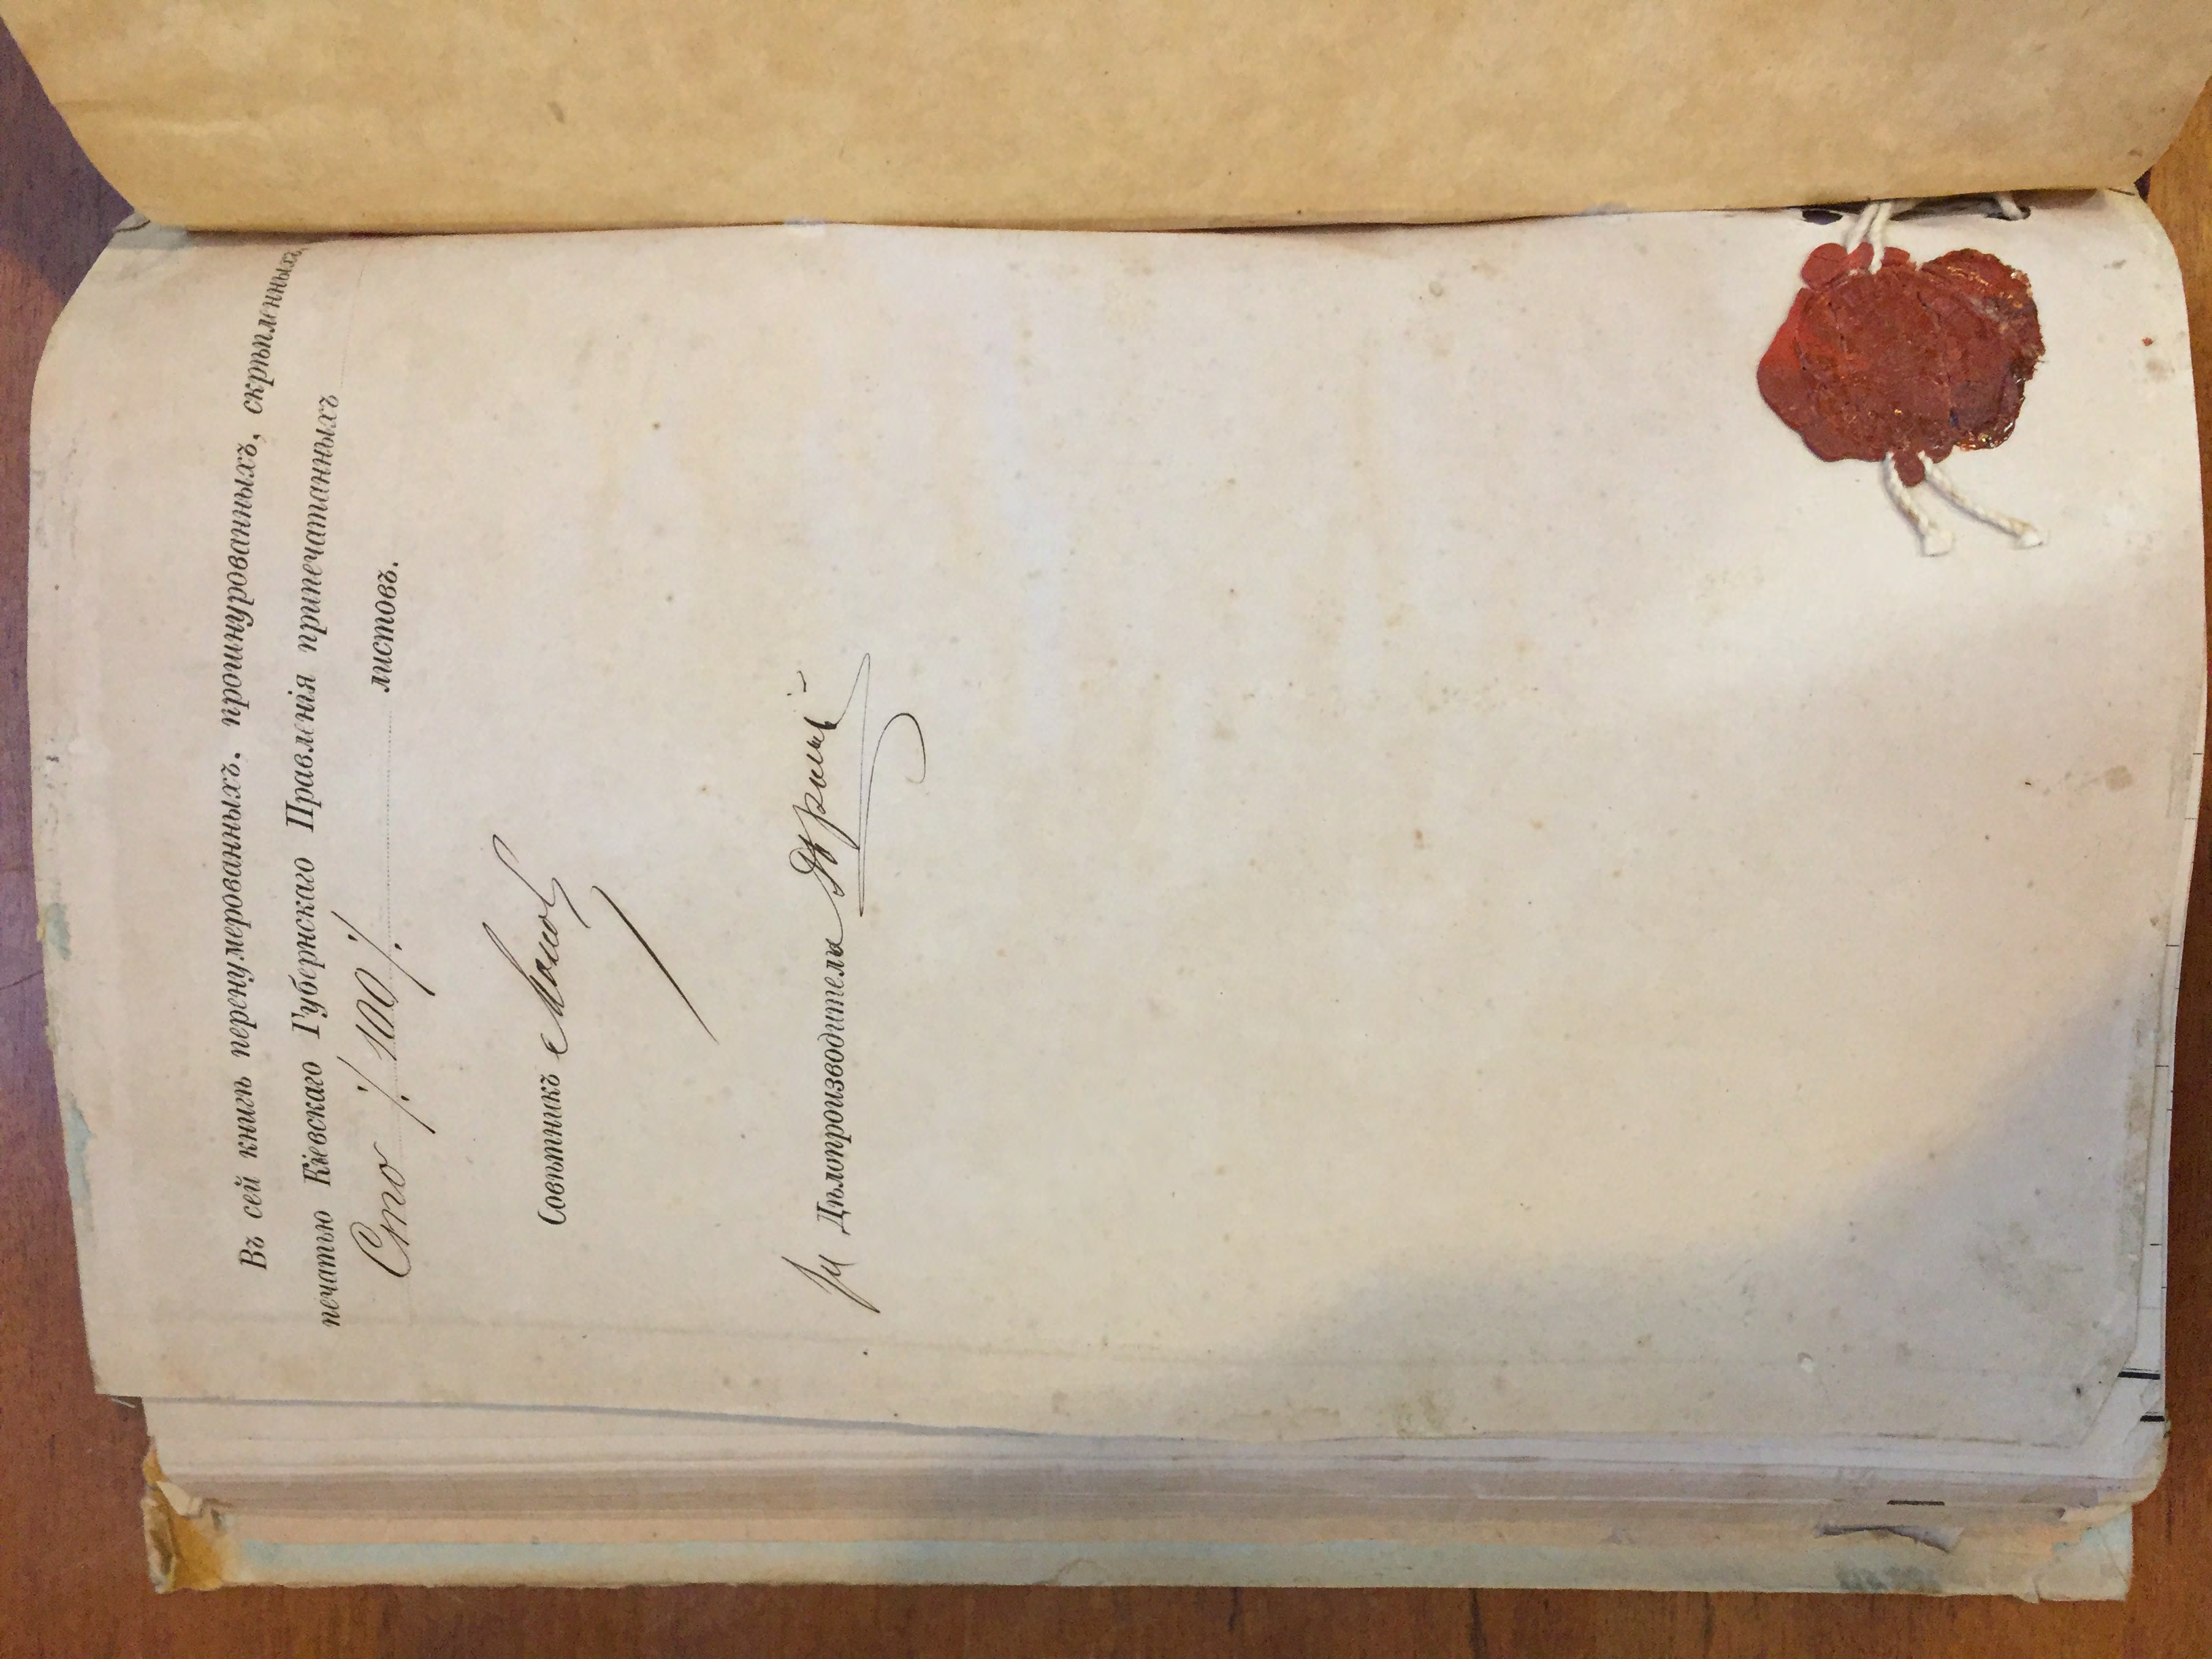 Въ сей книгѣ перенумерованныхъ. прошнурованныхъ, скрѣпленныхъ
печатью Кіевскаго Губернскаго Правленія припечатанныхъ
Сто /100/. листовъ.
Совѣтникъ
Дѣлопроизводитель